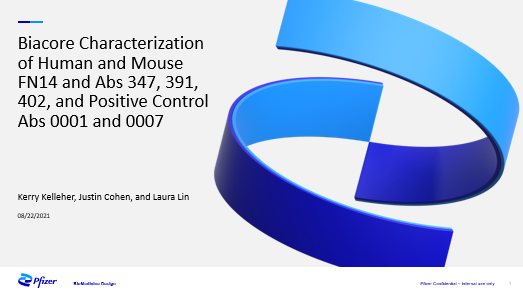 Biacore Characterization
of Human and Mouse
FN14 and Abs 347, 391,
402, and Positive Control
Abs 0001 and 0007
Kerry Kelleher, Justin Cohen, and Laura Lin
08/22/2021
Pfizer
BioMedicine Design
Pfizer Confidential – Internal use only
1